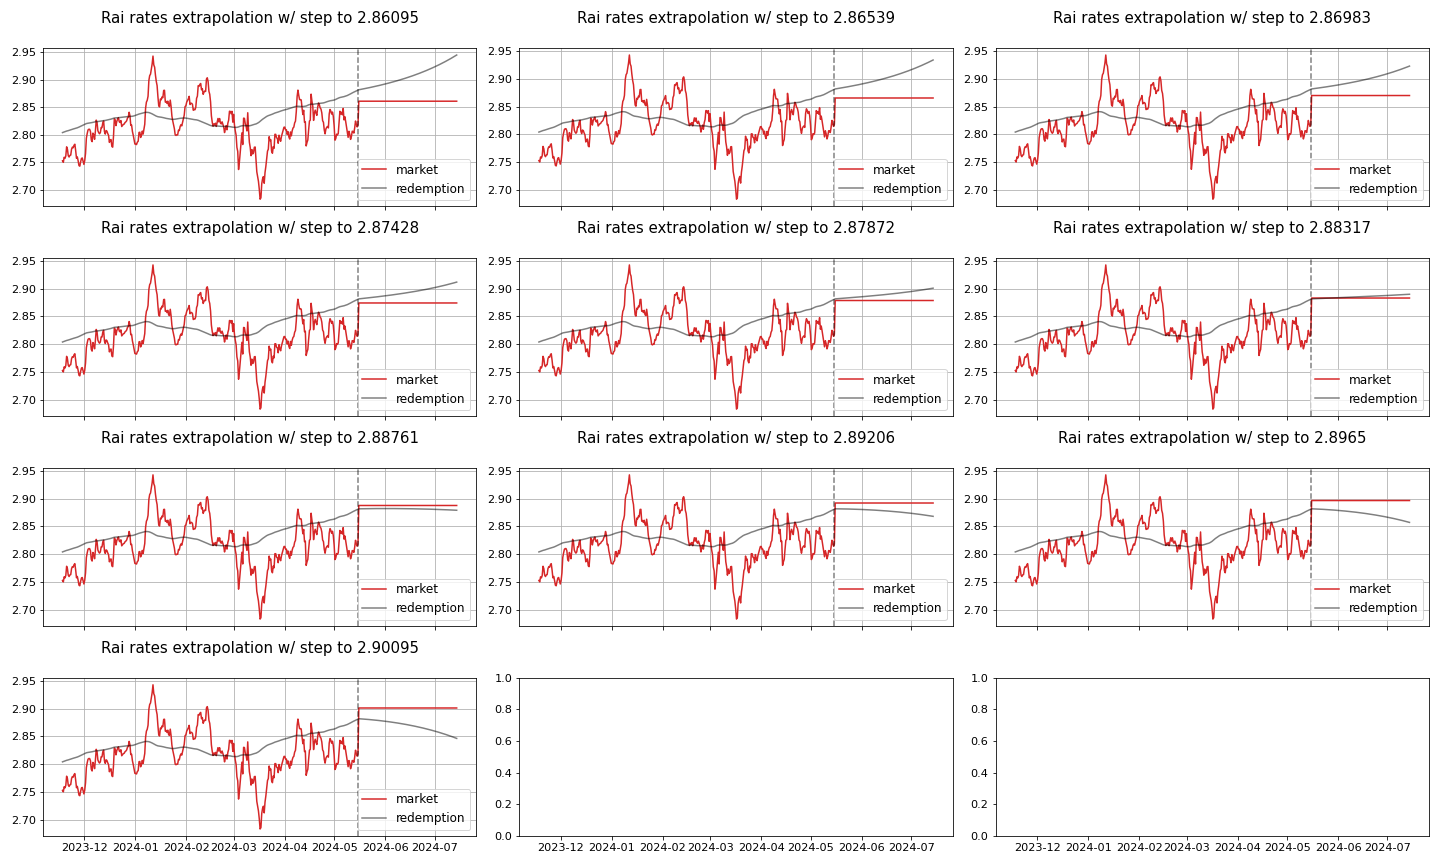 Rai rates extrapolation w/ step to 2.86095
Rai rates extrapolation w/ step to 2.86539
Rai rates extrapolation w/ step to 2.86983
2.95
2.90
2.85
2.80
2.75
2.70
market
redemption
2.95
2.90
2.85
2.80
2.75
2.70
market
redemption
2.95
2.90
2.85
2.80
2.75
2.70
market
redemption
Rai rates extrapolation w/ step to 2.87428
Rai rates extrapolation w/ step to 2.87872
Rai rates extrapolation w/ step to 2.88317
2.95
2.90
2.85
2.80
2.75
2.70
market
redemption
2.95
2.90
2.85
2.80
2.75
2.70
market
redemption
2.95
2.90
2.85
2.80
2.75
2.70
market
redemption
Rai rates extrapolation w/ step to 2.88761
Rai rates extrapolation w/ step to 2.89206
Rai rates extrapolation w/ step to 2.8965
2.95
2.90
2.85
2.80
2.75
2.70
market
redemption
2.95
2.90
2.85
2.80
2.75
2.70
market
redemption
2.95
2.90
2.85
2.80
2.75
2.70
market
redemption
Rai rates extrapolation w/ step to 2.90095
2.95
2.90
2.85
2.80
2.75
2.70
market
redemption
2023-12 2024-01 2024-02 2024-03 2024-04 2024-05 2024-06 2024-07
1.0
0.8
0.6
0.4
0.2
0.0
2023-12 2024-01 2024-02 2024-03 2024-04 2024-05 2024-06 2024-07
1.0
0.8
0.6
0.4
0.2
0.0
2023-12 2024-01 2024-02 2024-03 2024-04 2024-05 2024-06 2024-07